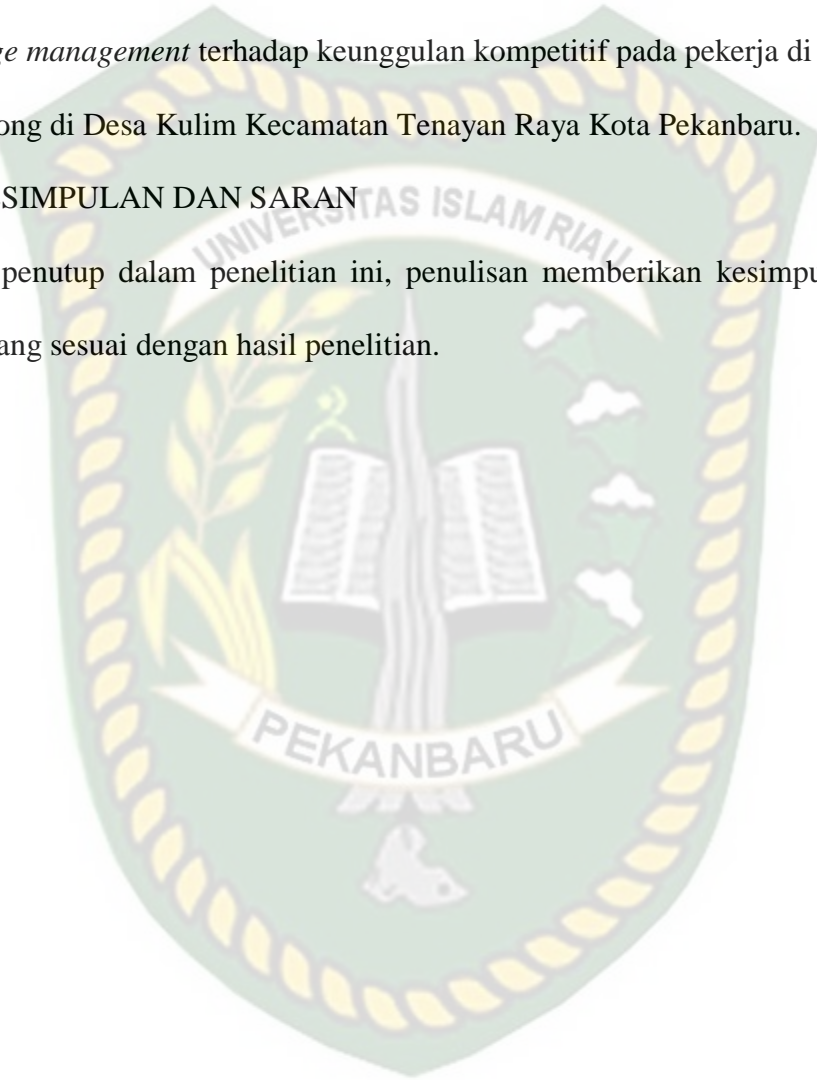 ge management terhadap keunggulan kompetitif pada pekerja di
ong di Desa Kulim Kecamatan Tenayan Raya Kota Pekanbaru.
SIMPULAN DAN SARAN
penutup dalam penelitian ini, penulisan memberikan kesimpu
ang sesuai dengan hasil penelitian.
UNIVERSITAS ISLAM RIAU
PEKANBARU